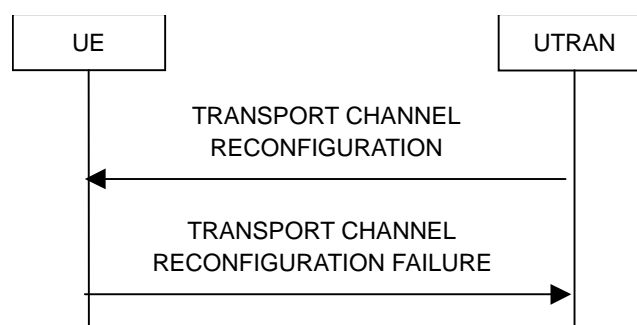 UE
UTRAN
TRANSPORT CHANNEL
RECONFIGURATION
TRANSPORT CHANNEL
RECONFIGURATION FAILURE